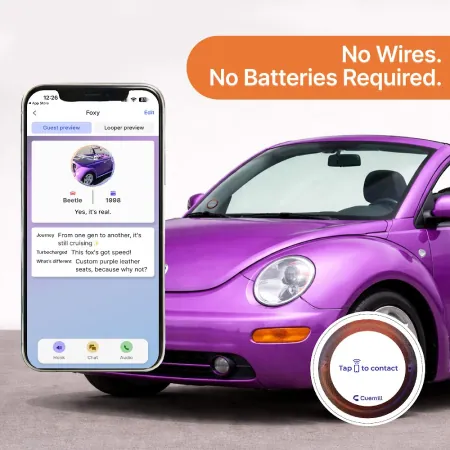 No Wires.
No Batteries Required.
12:26
App Store
Foxy
Edit
Guest preview
Looper preview
Beetle
1998
Yes, it's real.
Journey From one gen to another, it's
still cruising
Turbocharged This fox's got speed!
What's different Custom purple leather
seats, because why not?
Honk
Chat
Audio
Tap to contact
CueMEl